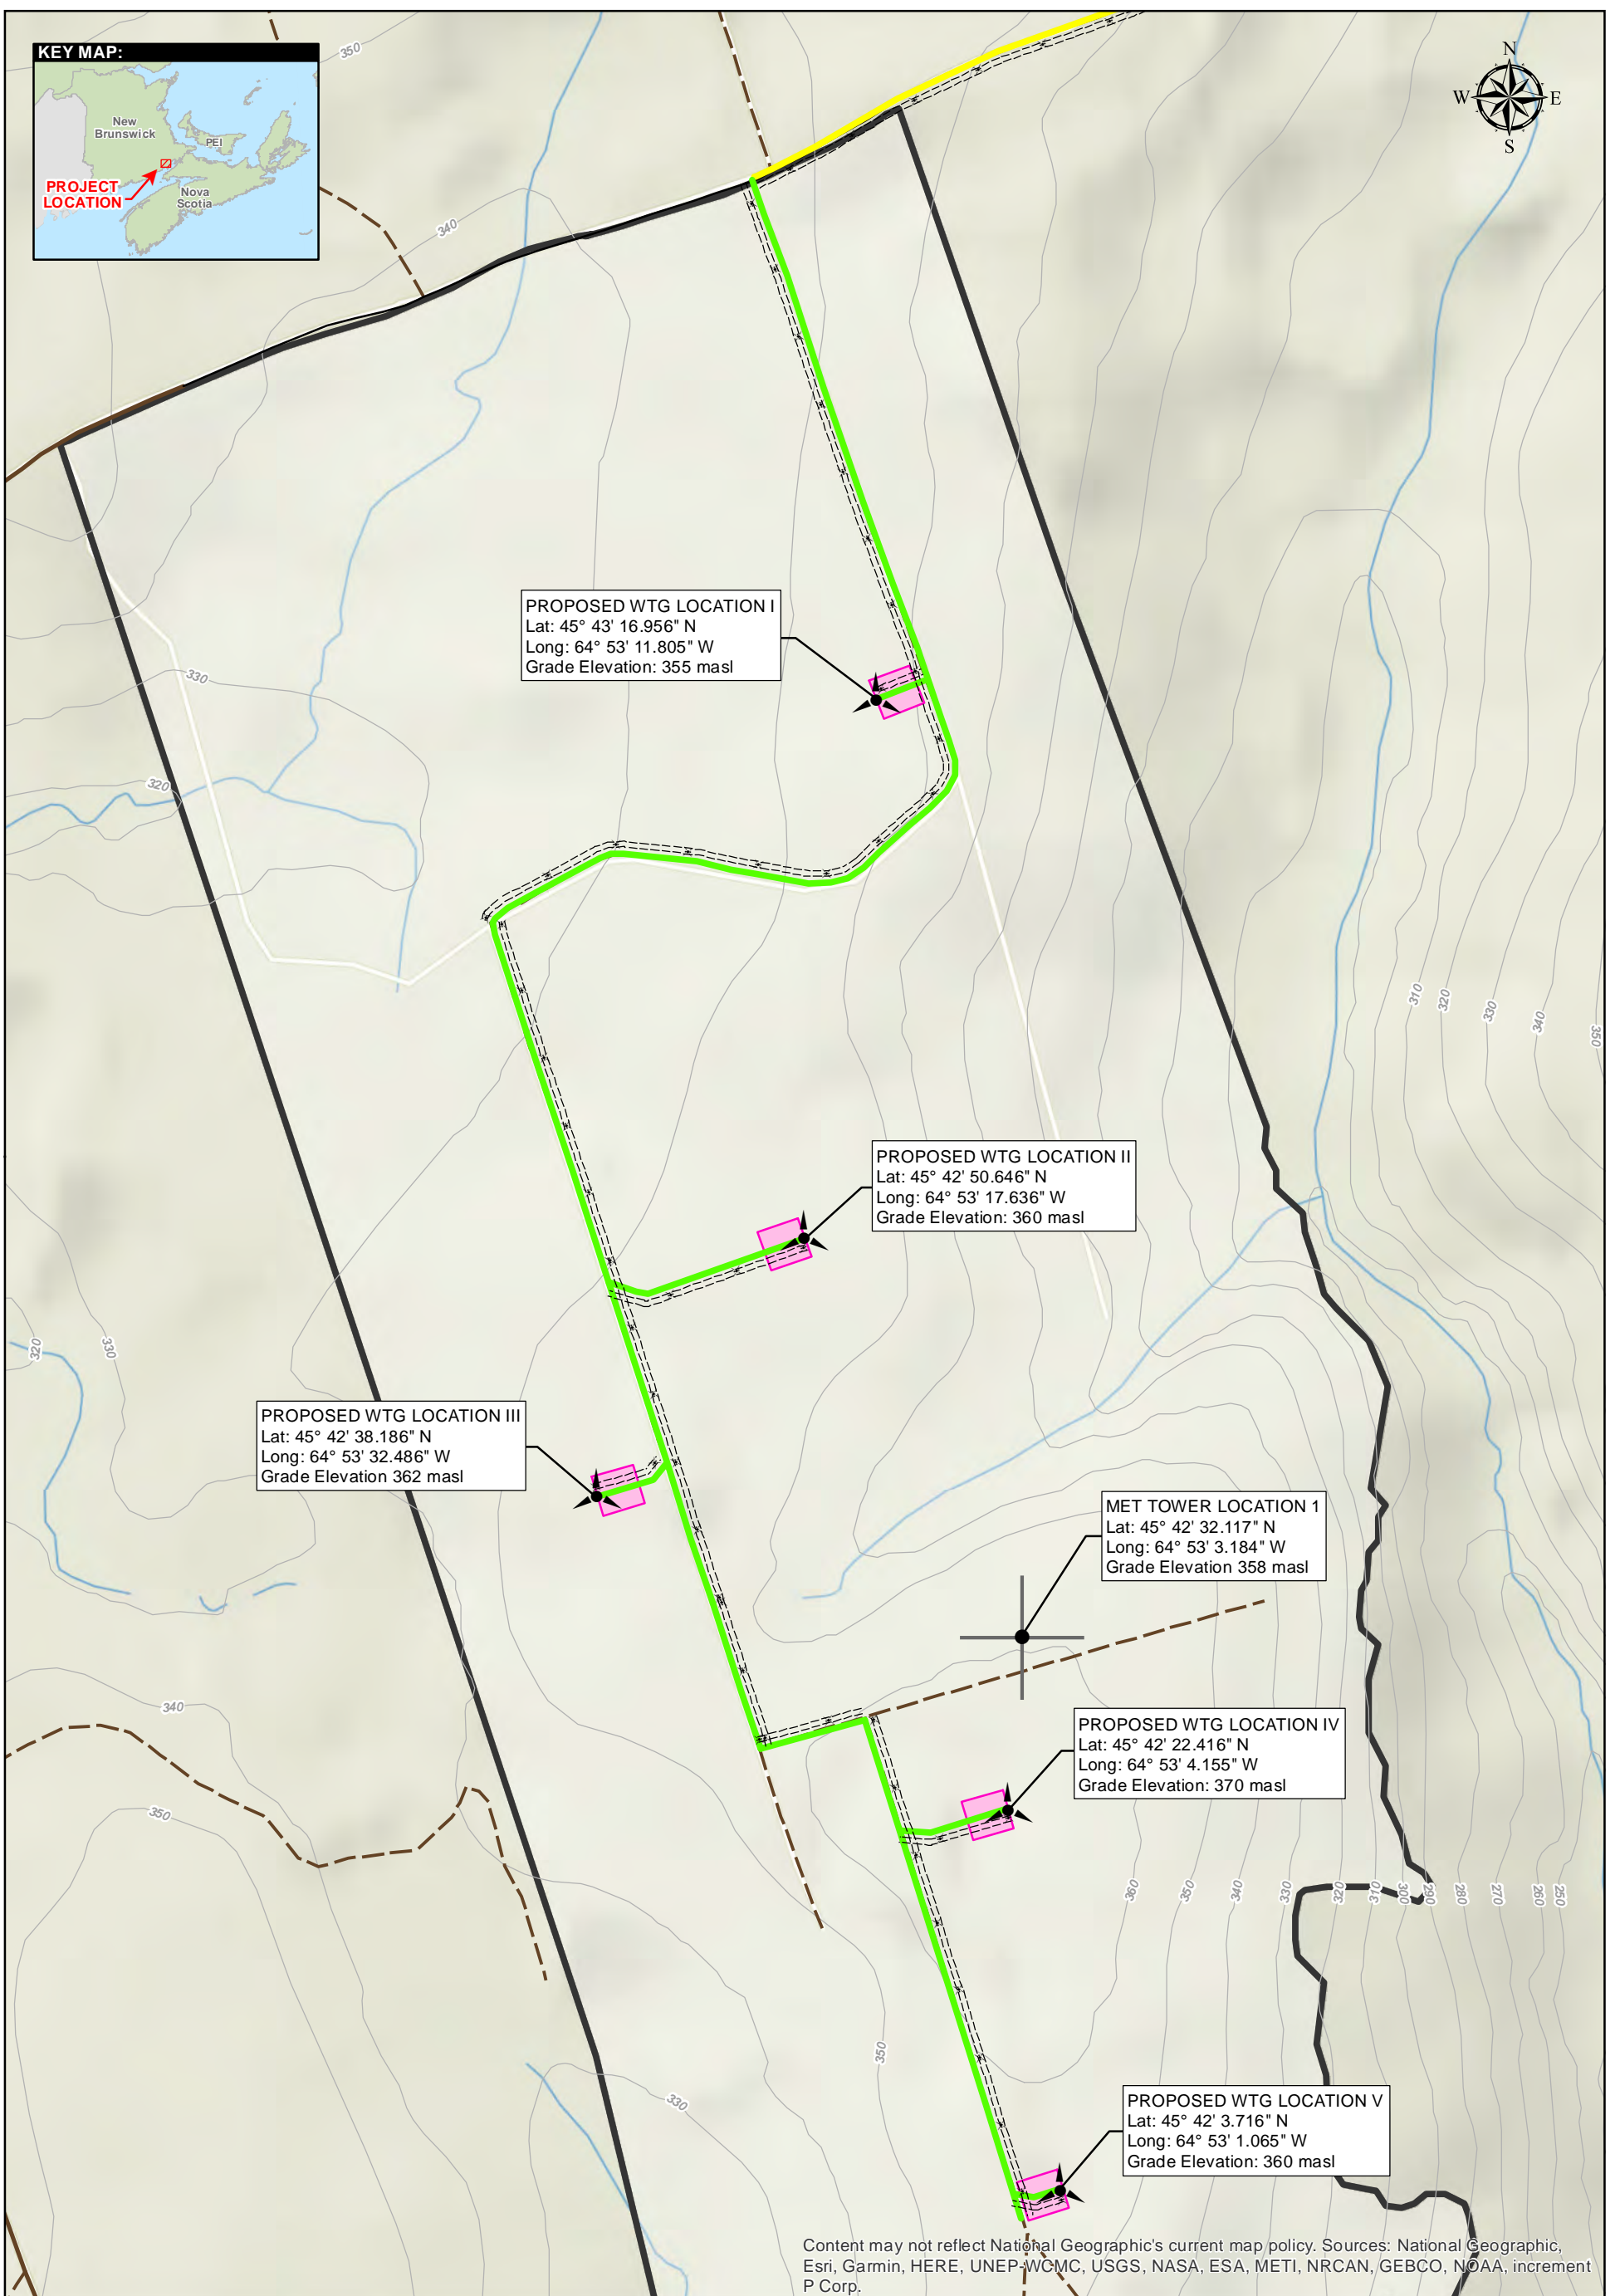 KEY MAP:
New
Brunswick
PEI
PROJECT
LOCATION
Nova
Scotia
N
W
E
S
350
340
330
320
PROPOSED WTG LOCATION I
Lat: 45° 43' 16.956" N
Long: 64° 53' 11.805" W
Grade Elevation: 355 masl
310
320
330
340
350
PROPOSED WTG LOCATION II
Lat: 45° 42' 50.646" N
Long: 64° 53' 17.636" W
Grade Elevation: 360 masl
320
330
PROPOSED WTG LOCATION III
Lat: 45° 42' 38.186" N
Long: 64° 53' 32.486" W
Grade Elevation 362 masl
MET TOWER LOCATION 1
Lat: 45° 42' 32.117" N
Long: 64° 53' 3.184" W
Grade Elevation 358 masl
340
PROPOSED WTG LOCATION IV
Lat: 45° 42' 22.416" N
Long: 64° 53' 4.155" W
Grade Elevation: 370 masl
350
360
350
340
330
320
310
300
290
280
270
260
250
350
330
PROPOSED WTG LOCATION V
Lat: 45° 42' 3.716" N
Long: 64° 53' 1.065" W
Grade Elevation: 360 masl
Content may not reflect National Geographic's current map policy. Sources: National Geographic,
Esri, Garmin, HERE, UNEP-WCMC, USGS, NASA, ESA, METI, NRCAN, GEBCO, NOAA, increment
P Corp.